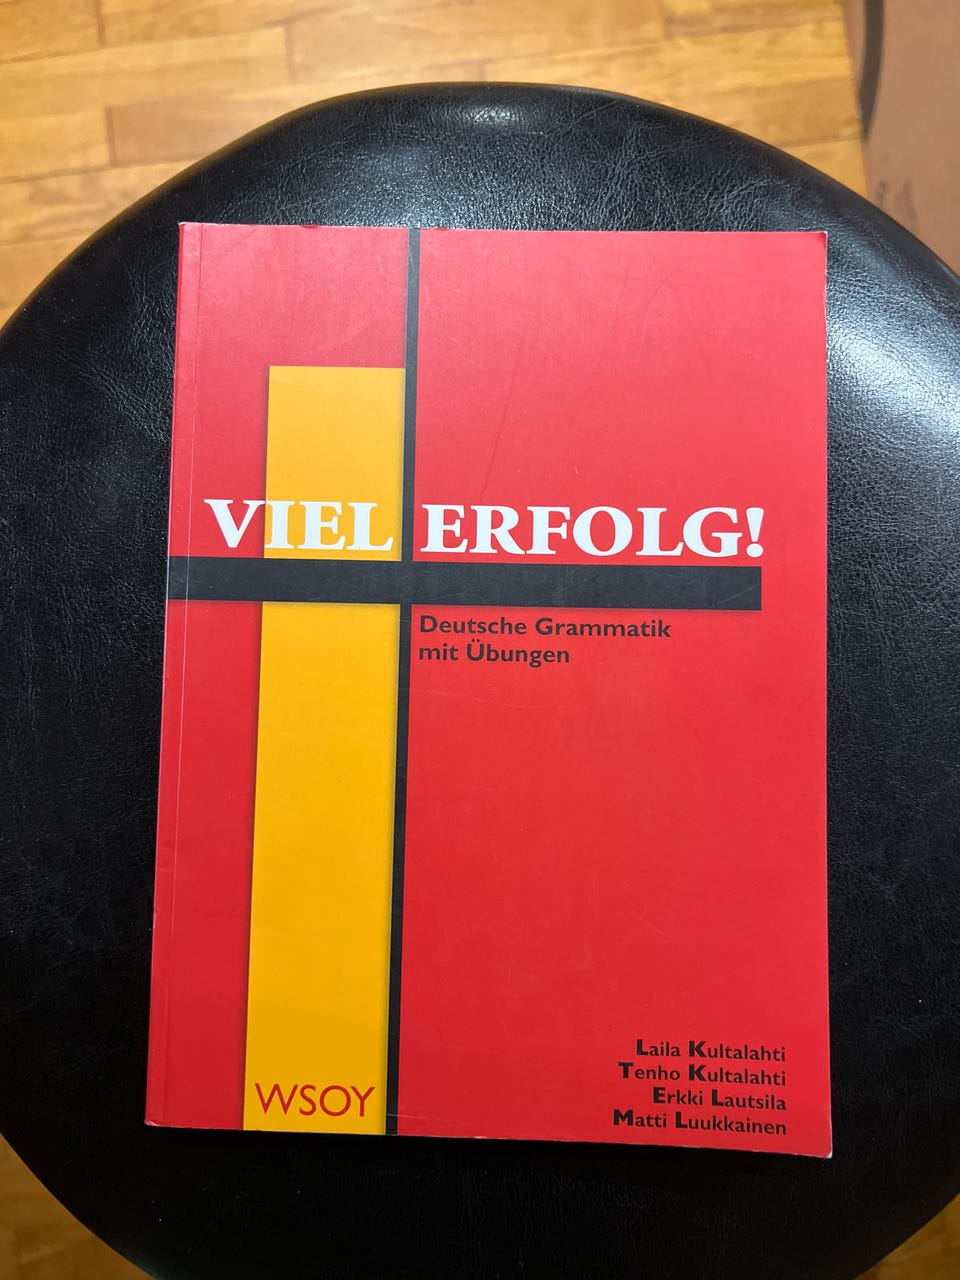 VIEL ERFOLG!
Deutsche Grammatik
mit Übungen
Laila Kultalahti
Tenho Kultalahti
Erkki Lautsila
Matti Luukkainen
WSOY